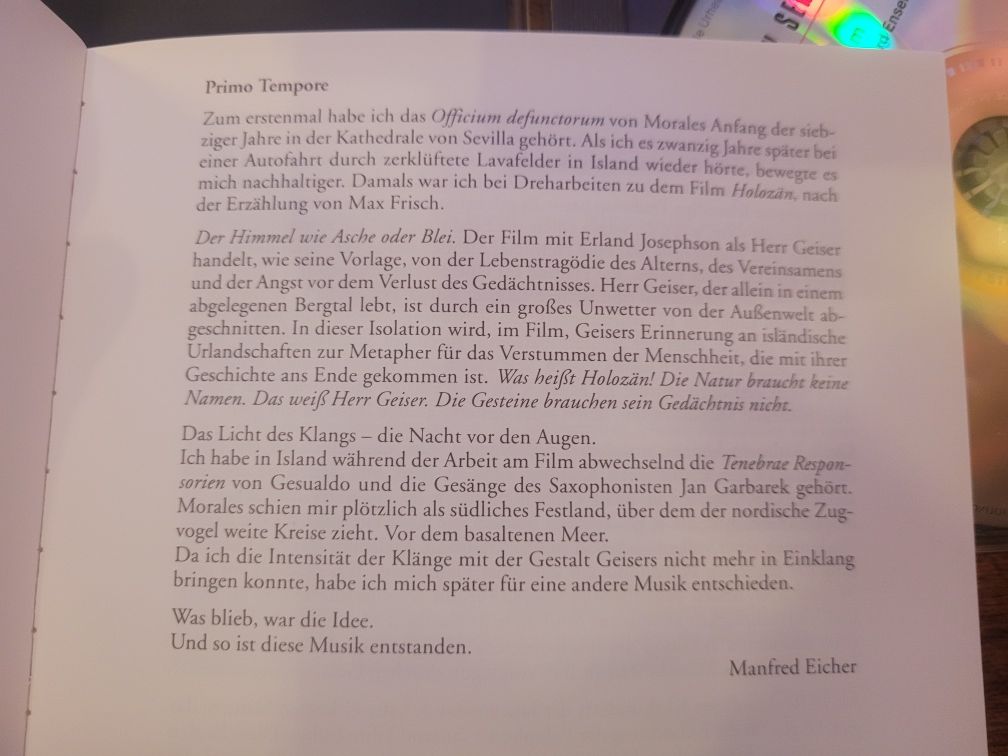 Primo Tempore
Zum erstenmal habe ich das Officium defunctorum von Morales Anfang der sieb-
ziger Jahre in der Kathedrale von Sevilla gehört. Als ich es zwanzig Jahre später bei
einer Autofahrt durch zerklüftete Lavafelder in Island wieder hörte, bewegte es
mich nachhaltiger. Damals war ich bei Dreharbeiten zu dem Film Holozän, nach
der Erzählung von Max Frisch.
Der Himmel wie Asche oder Blei. Der Film mit Erland Josephson als Herr Geiser
handelt, wie seine Vorlage, von der Lebenstragödie des Alterns, des Vereinsamens
und der Angst vor dem Verlust des Gedächtnisses. Herr Geiser, der allein in einem
abgelegenen Bergtal lebt, ist durch ein großes Unwetter von der Außenwelt ab-
geschnitten. In dieser Isolation wird, im Film, Geisers Erinnerung an isländische
Urlandschaften zur Metapher für das Verstummen der Menschheit, die mit ihrer
Geschichte ans Ende gekommen ist. Was heißt Holozän! Die Natur braucht keine
Namen. Das weiß Herr Geiser. Die Gesteine brauchen sein Gedächtnis nicht.
Das Licht des Klangs – die Nacht vor den Augen.
Ich habe in Island während der Arbeit am Film abwechselnd die Tenebrae Respon-
sorien von Gesualdo und die Gesänge des Saxophonisten Jan Garbarek gehört.
Morales schien mir plötzlich als südliches Festland, über dem der nordische Zug-
vogel weite Kreise zieht. Vor dem basaltenen Meer.
Da ich die Intensität der Klänge mit der Gestalt Geisers nicht mehr in Einklang
bringen konnte, habe ich mich später für eine andere Musik entschieden.
Was blieb, war die Idee.
Und so ist diese Musik entstanden.
Manfred Eicher